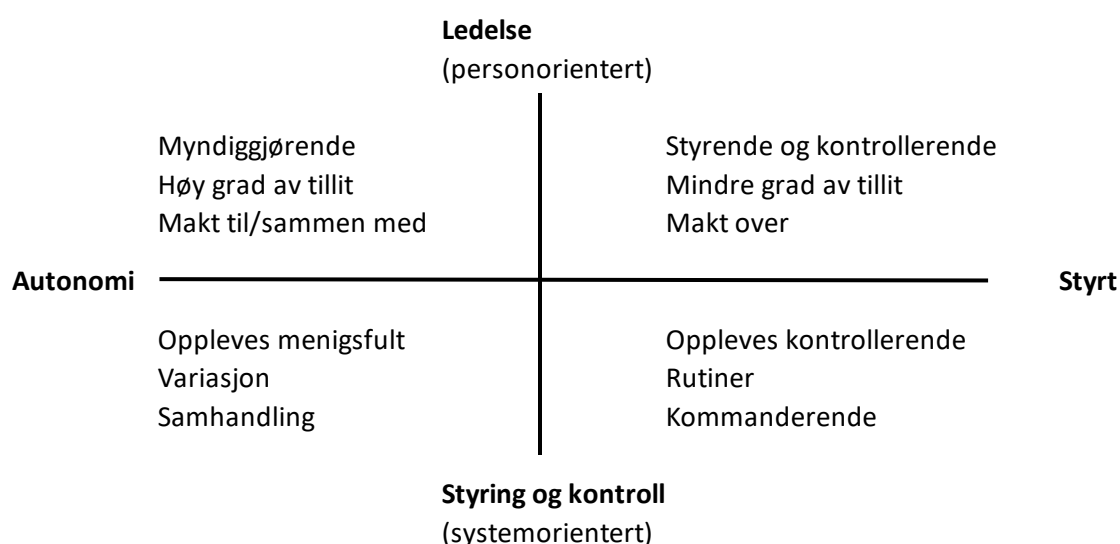 Ledelse
(personorientert)
Myndiggjørende
Høy grad av tillit
Makt til/sammen med
Styrende og kontrollerende
Mindre grad av tillit
Makt over
Autonomi
Styrt
Oppleves menigsfult
Variasjon
Samhandling
Oppleves kontrollerende
Rutiner
Kommanderende
Styring og kontroll
(systemorientert)